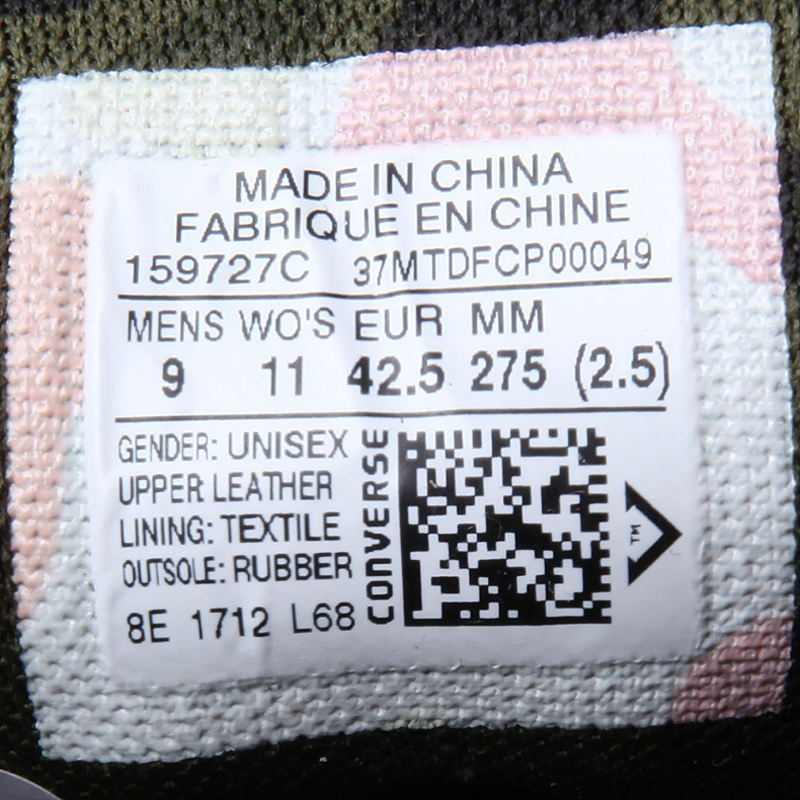 MADE IN CHINA
FABRIQUE EN CHINE
159727C 37MTDFCP00049
MENS WO'S EUR MM
9 11 42.5 275 (2.5)
GENDER: UNISEX
UPPER: LEATHER
LINING: TEXTILE
OUTSOLE: RUBBER
8E 1712 L68
CONVERSE
TM